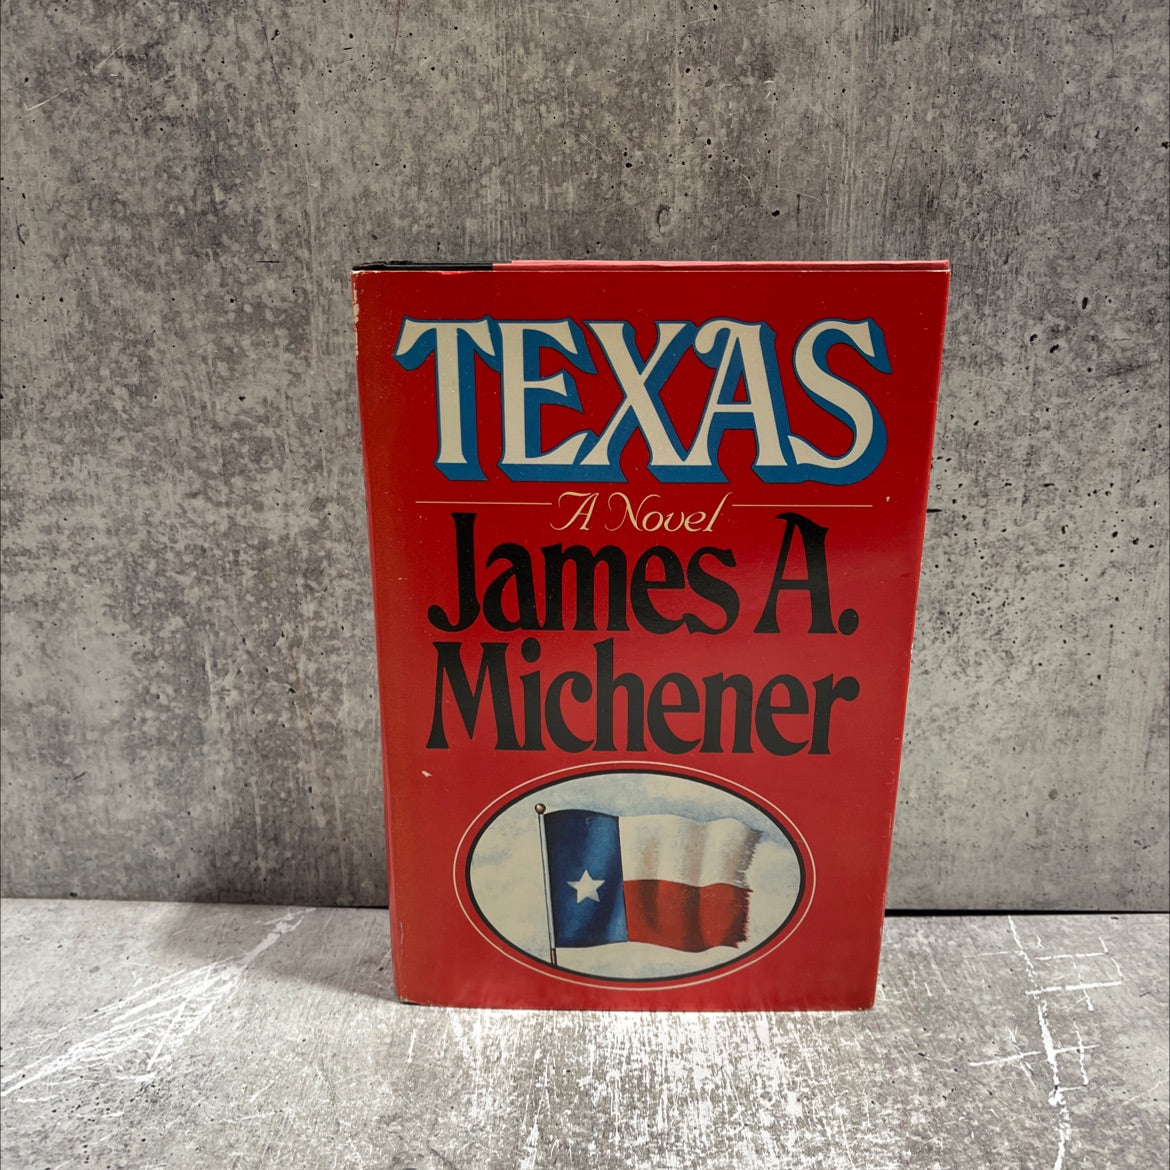 TEXAS
A Novel
James A.
Michener